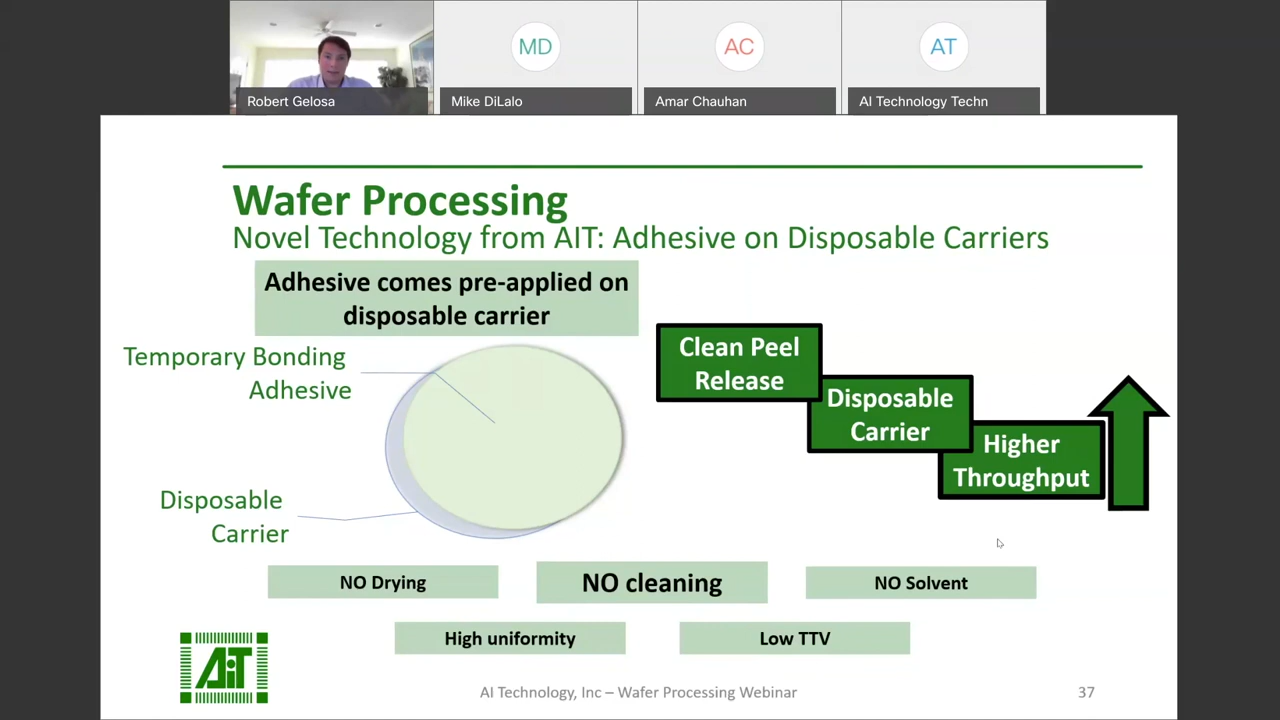 MD
AC
AT
Robert Gelosa
Mike DiLalo
Amar Chauhan
AI Technology Techn
Wafer Processing
Novel Technology from AIT: Adhesive on Disposable Carriers
Adhesive comes pre-applied on
disposable carrier
Temporary Bonding
Adhesive
Disposable
Carrier
Clean Peel
Release
Disposable
Carrier
Higher
Throughput
NO Drying
NO cleaning
NO Solvent
High uniformity
Low TTV
AiT
AI Technology, Inc – Wafer Processing Webinar
37